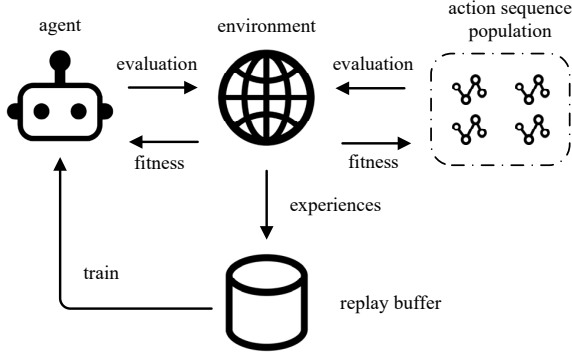 agent
environment
action sequence
population
evaluation
evaluation
fitness
fitness
experiences
train
replay buffer